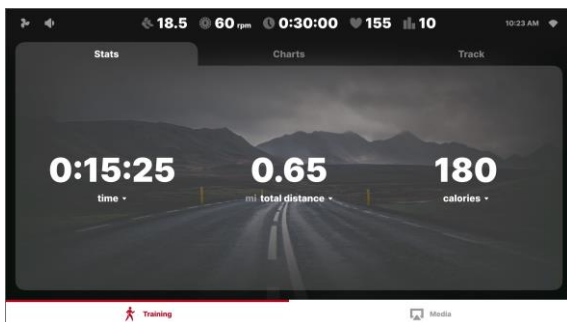 18.5 60 rpm 0:30:00 155 10 10:23 AM
Stats Charts Track
0:15:25 0.65 180
time mi total distance calories
Training Media